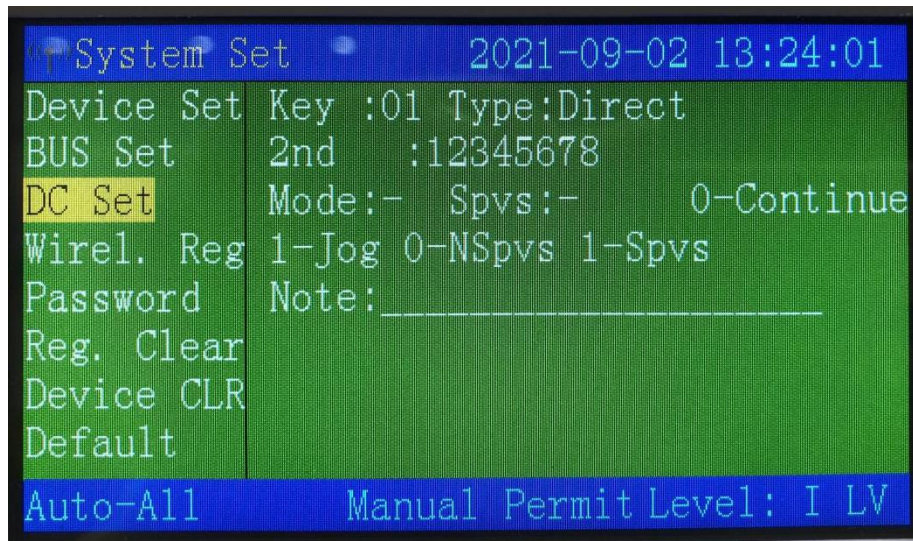 System Set 2021-09-02 13:24:01
Device Set
BUS Set
DC Set
Wirel. Reg
Password
Reg. Clear
Device CLR
Default
Key :01 Type:Direct
2nd :12345678
Mode:- Spvs:- 0-Continue
1-Jog 0-NSpvs 1-Spvs
Note:____________________
Auto-All Manual Permit Level: I LV